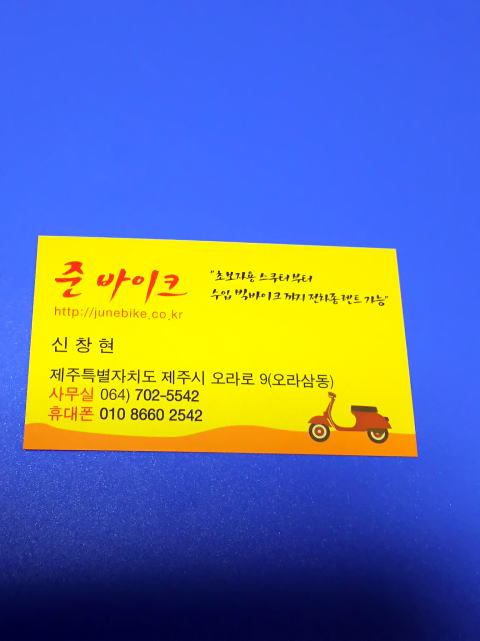 준 바이크
"초보자용 스쿠터부터
수입 빅바이크까지 전차종 렌트 가능"
http://junebike.co.kr
신창현
제주특별자치도 제주시 오라로 9(오라삼동)
사무실 064) 702-5542
휴대폰 010 8660 2542